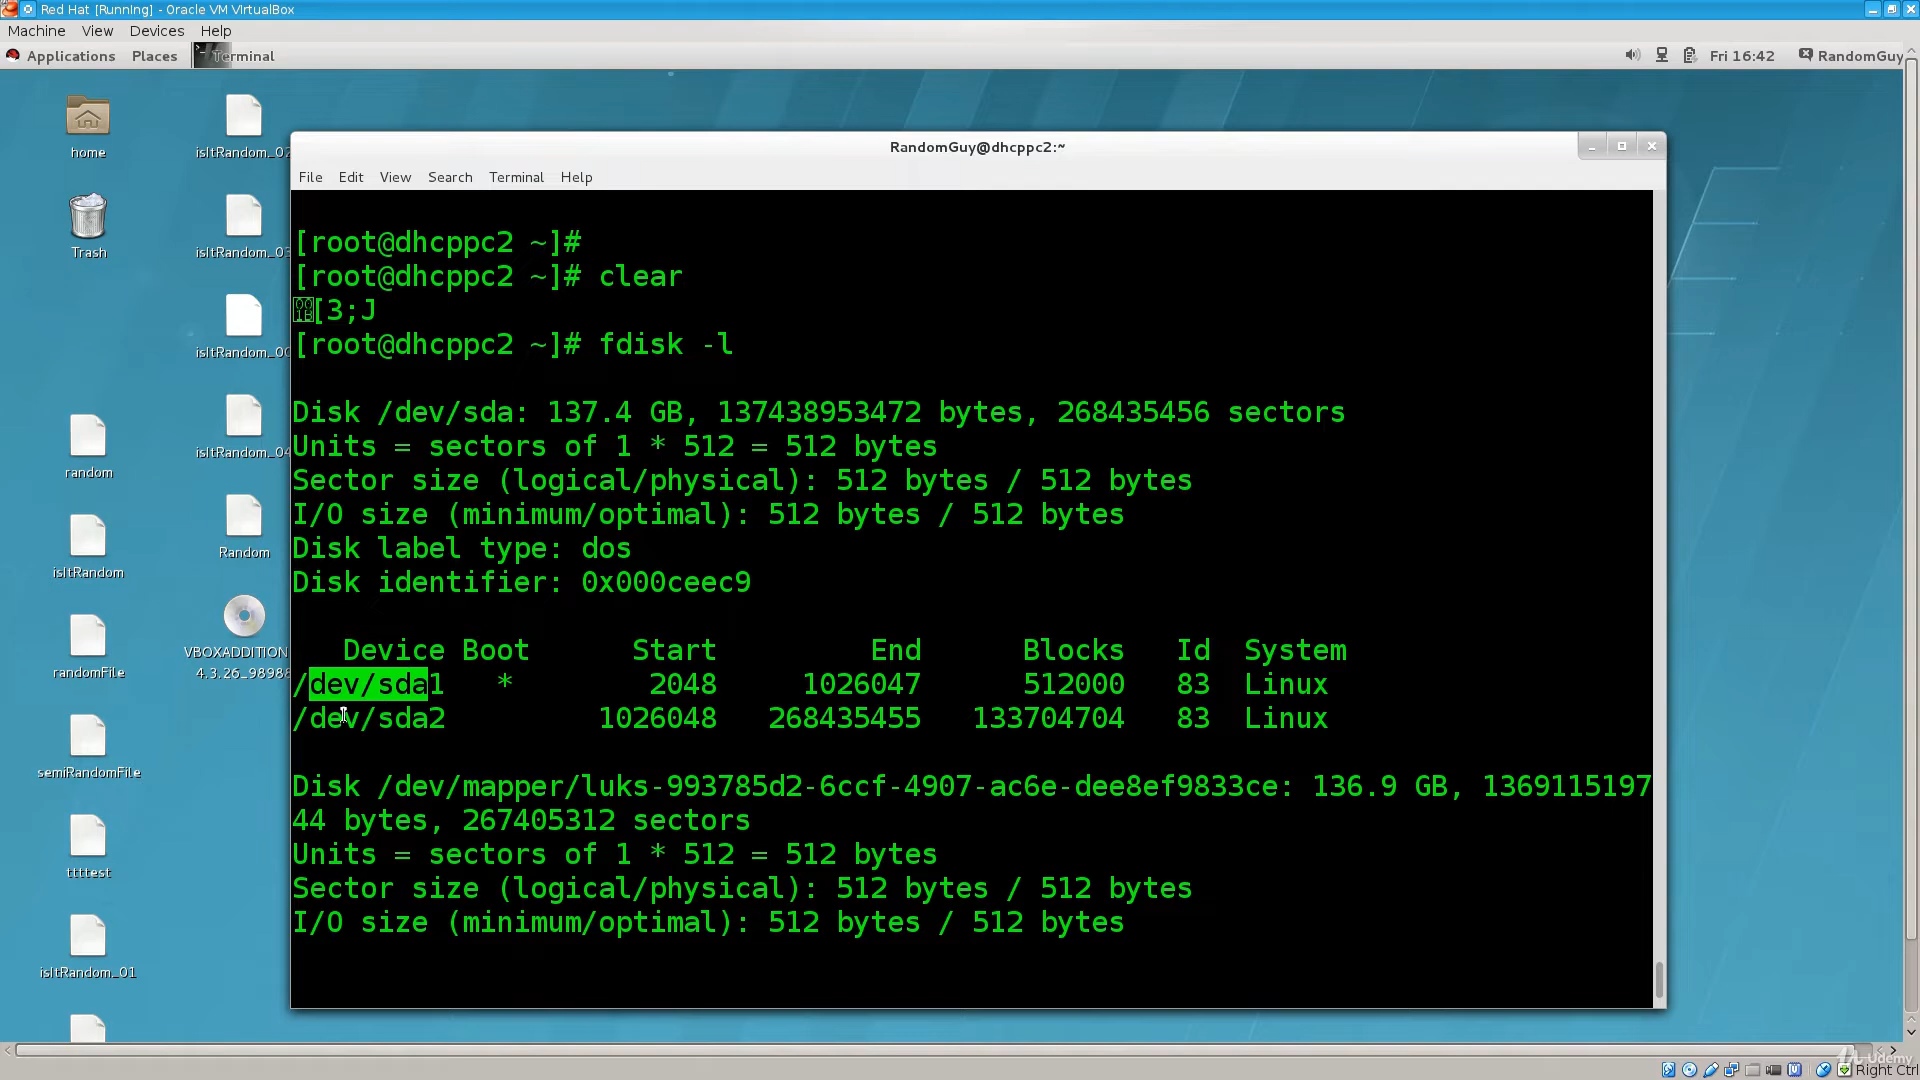 Red Hat [Running] - Oracle VM VirtualBox
Machine View Devices Help
Applications Places Terminal Fri 16:42 RandomGuy
home
isItRandom_02
Trash
isItRandom_03
isItRandom_00
random
isItRandom_04
isItRandom
Random
randomFile
VBOXADDITION
4.3.26_98988
semiRandomFile
ttttest
isItRandom_01
RandomGuy@dhcppc2:~
File Edit View Search Terminal Help
[root@dhcppc2 ~]#
[root@dhcppc2 ~]# clear
[3;J
[root@dhcppc2 ~]# fdisk -l
Disk /dev/sda: 137.4 GB, 137438953472 bytes, 268435456 sectors
Units = sectors of 1 * 512 = 512 bytes
Sector size (logical/physical): 512 bytes / 512 bytes
I/O size (minimum/optimal): 512 bytes / 512 bytes
Disk label type: dos
Disk identifier: 0x000ceec9
Device Boot Start End Blocks Id System
/dev/sda1 * 2048 1026047 512000 83 Linux
/dev/sda2 1026048 268435455 133704704 83 Linux
Disk /dev/mapper/luks-993785d2-6ccf-4907-ac6e-dee8ef9833ce: 136.9 GB, 1369115197
44 bytes, 267405312 sectors
Units = sectors of 1 * 512 = 512 bytes
Sector size (logical/physical): 512 bytes / 512 bytes
I/O size (minimum/optimal): 512 bytes / 512 bytes
Udemy
Right Ctrl